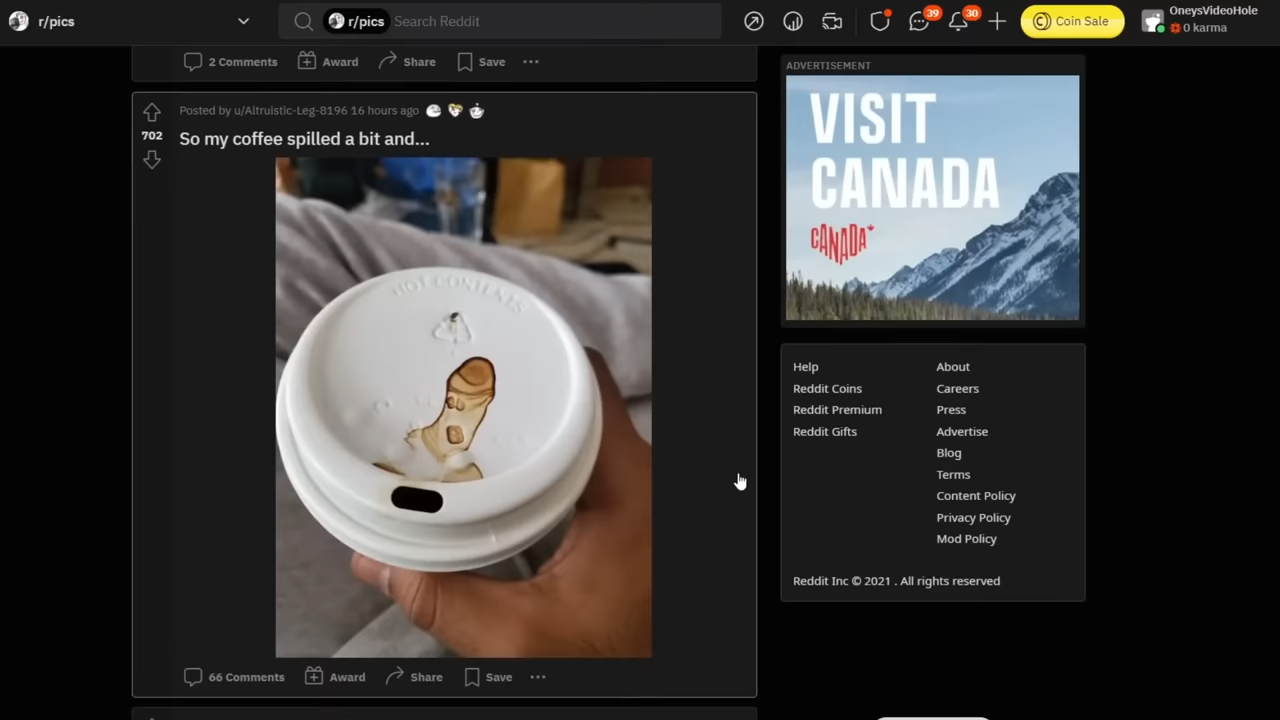 r/pics
r/pics Search Reddit
39
30
Coin Sale
OneysVideoHole
0 karma
2 Comments Award Share Save
Posted by u/Altruistic-Leg-8196 16 hours ago
702
So my coffee spilled a bit and...
HOT CONTENTS
66 Comments Award Share Save
ADVERTISEMENT
VISIT
CANADA
CANADA
Help
Reddit Coins
Reddit Premium
Reddit Gifts
About
Careers
Press
Advertise
Blog
Terms
Content Policy
Privacy Policy
Mod Policy
Reddit Inc © 2021 . All rights reserved